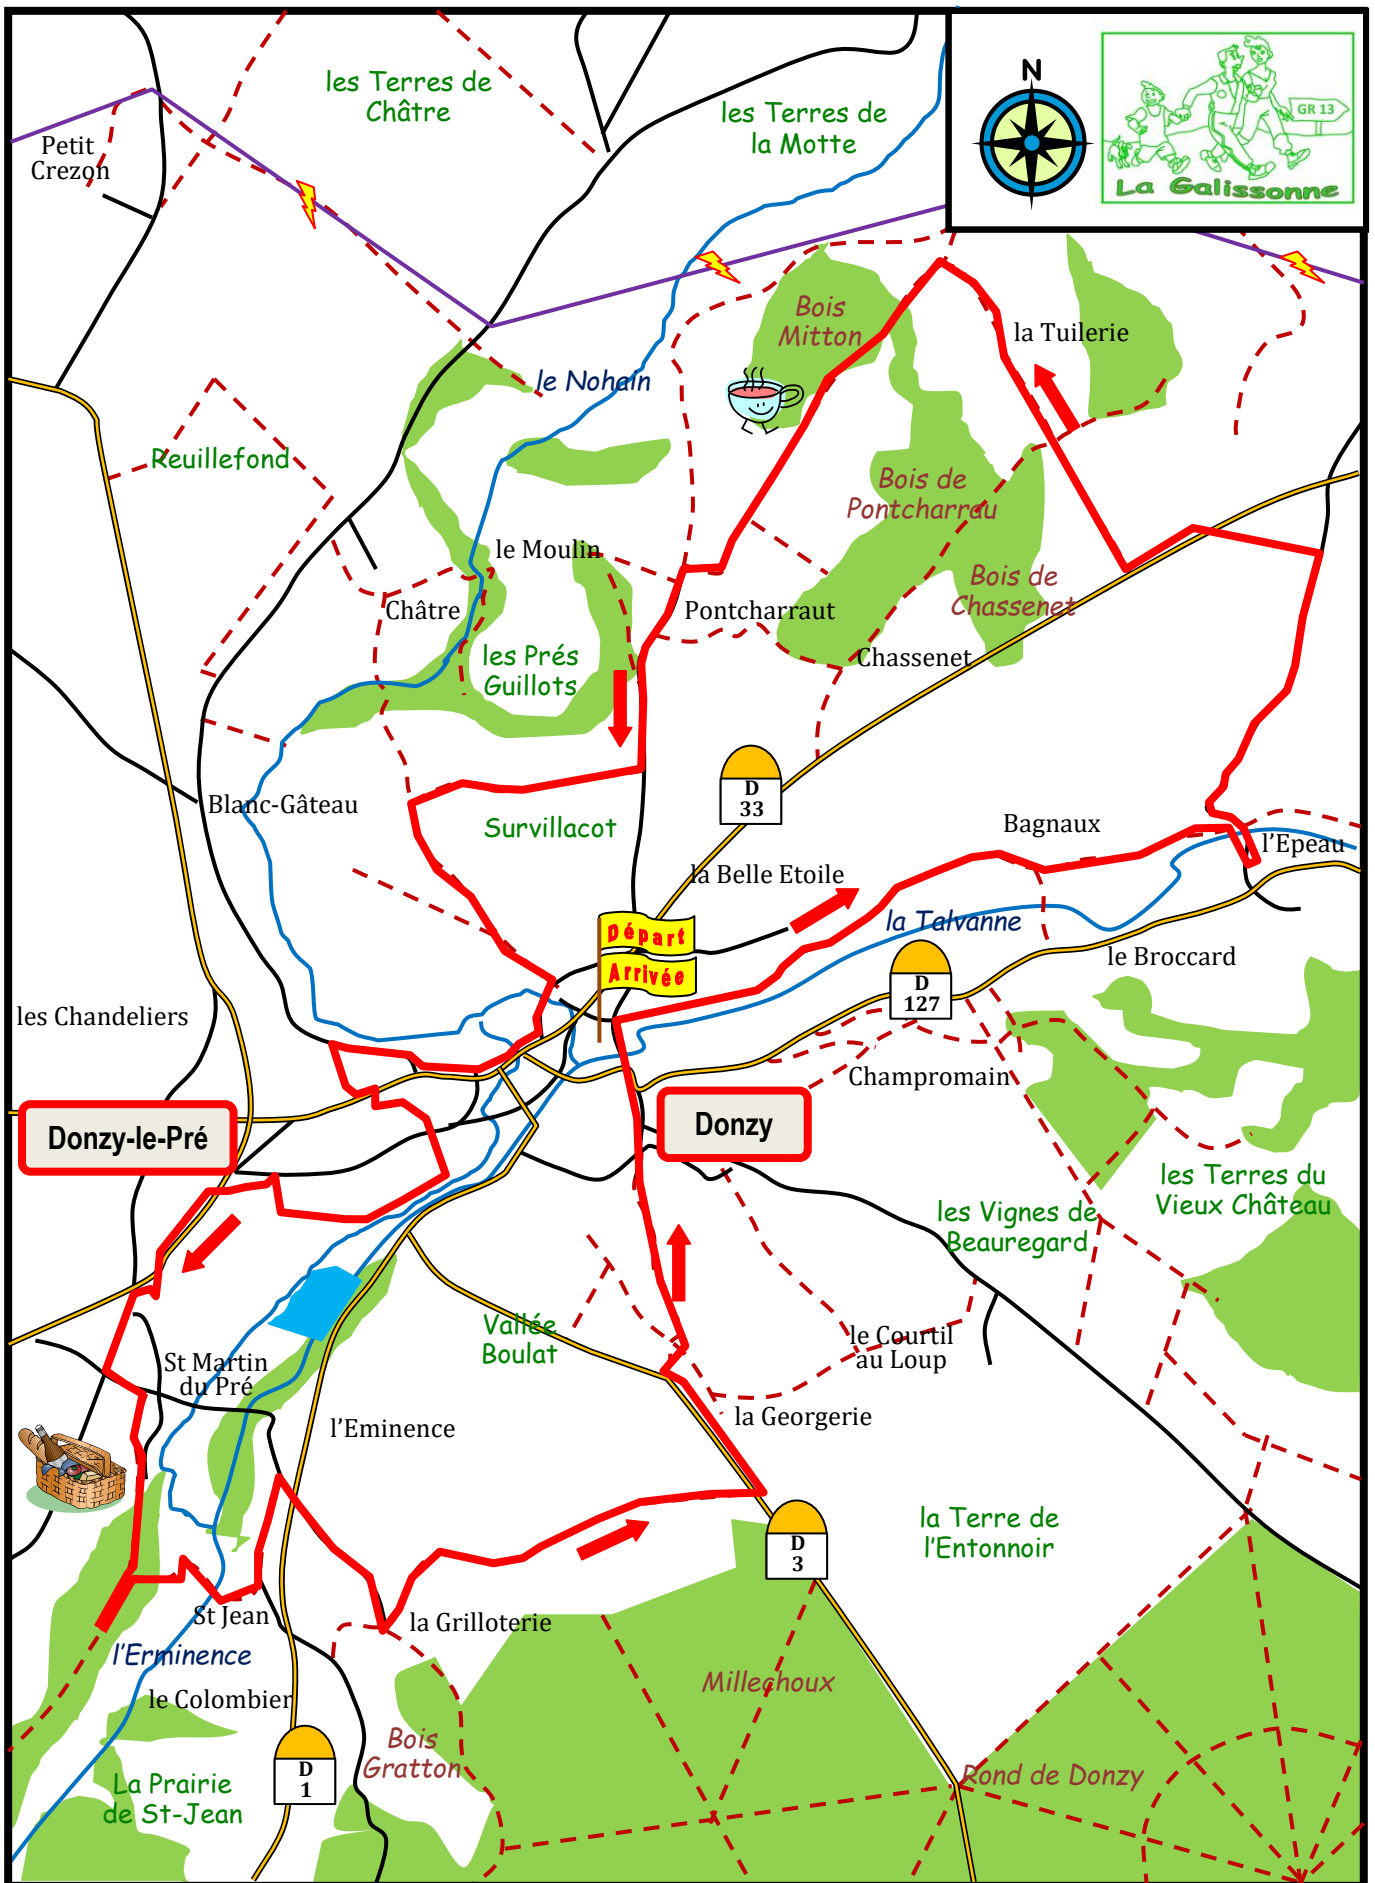 les Terres de
Châtre
les Terres de
la Motte
N
GR 13
La Galissonne
Petit
Crezon
Bois
Mitton
la Tuilerie
le Nohain
Reuillefond
Bois de
Pontcharrau
le Moulin
Bois de
Chassenet
Châtre
Pontcharraut
les Prés
Guillots
Chassenet
D
33
Blanc-Gâteau
Survillacot
Bagnaux
l'Epeau
la Belle Etoile
Départ
Arrivée
la Talvanne
le Broccard
D
127
les Chandeliers
Champromain
Donzy-le-Pré
Donzy
les Terres du
Vieux Château
les Vignes de
Beauregard
Vallée
Boulat
le Courtil
au Loup
St Martin
du Pré
l'Eminence
la Georgerie
la Terre de
l'Entonnoir
D
3
St Jean
la Grilloterie
l'Erminence
le Colombier
Millechoux
Bois
Gratton
D
1
La Prairie
de St-Jean
Rond de Donzy